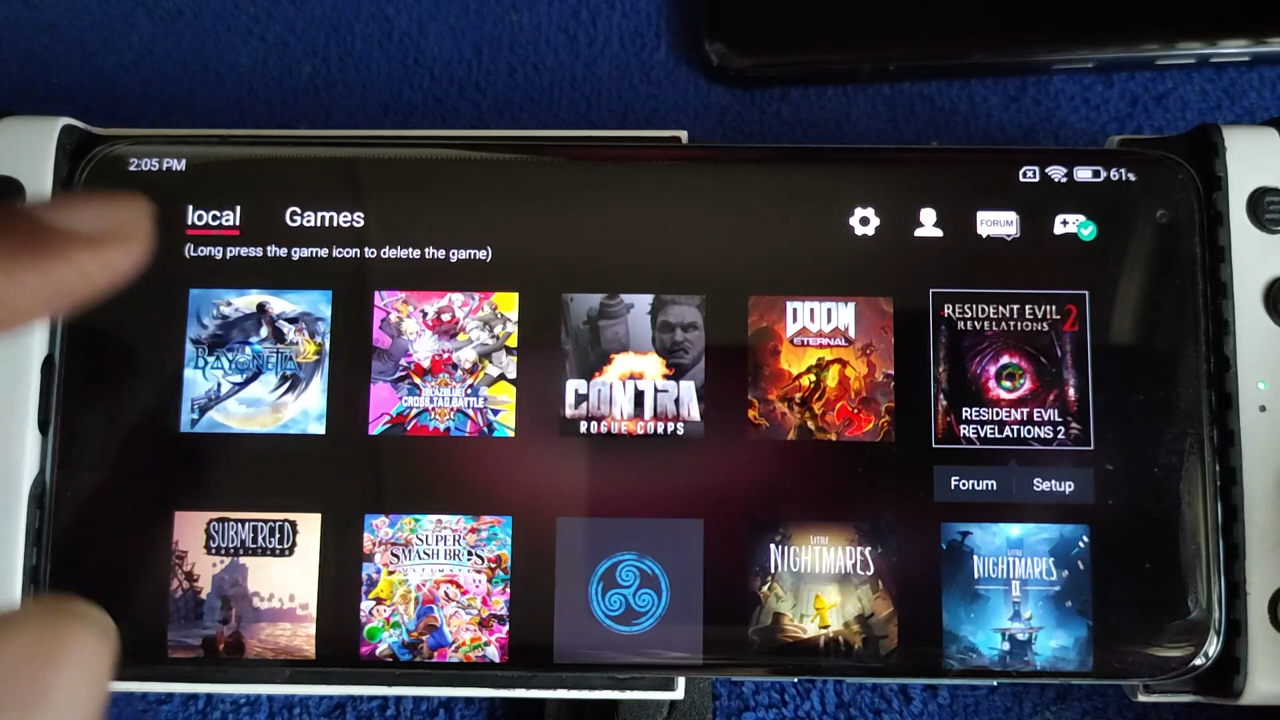 2:05 PM
61%
local
Games
FORUM
(Long press the game icon to delete the game)
BAYONETTA 2
BLAZBLUE
CROSS TAG BATTLE
CONTRA
ROGUE CORPS
DOOM
ETERNAL
RESIDENT EVIL 2
REVELATIONS
RESIDENT EVIL
REVELATIONS 2
Forum
Setup
SUBMERGED
SUPER
SMASH BROS
ULTIMATE
LITTLE
NIGHTMARES
LITTLE
NIGHTMARES
II